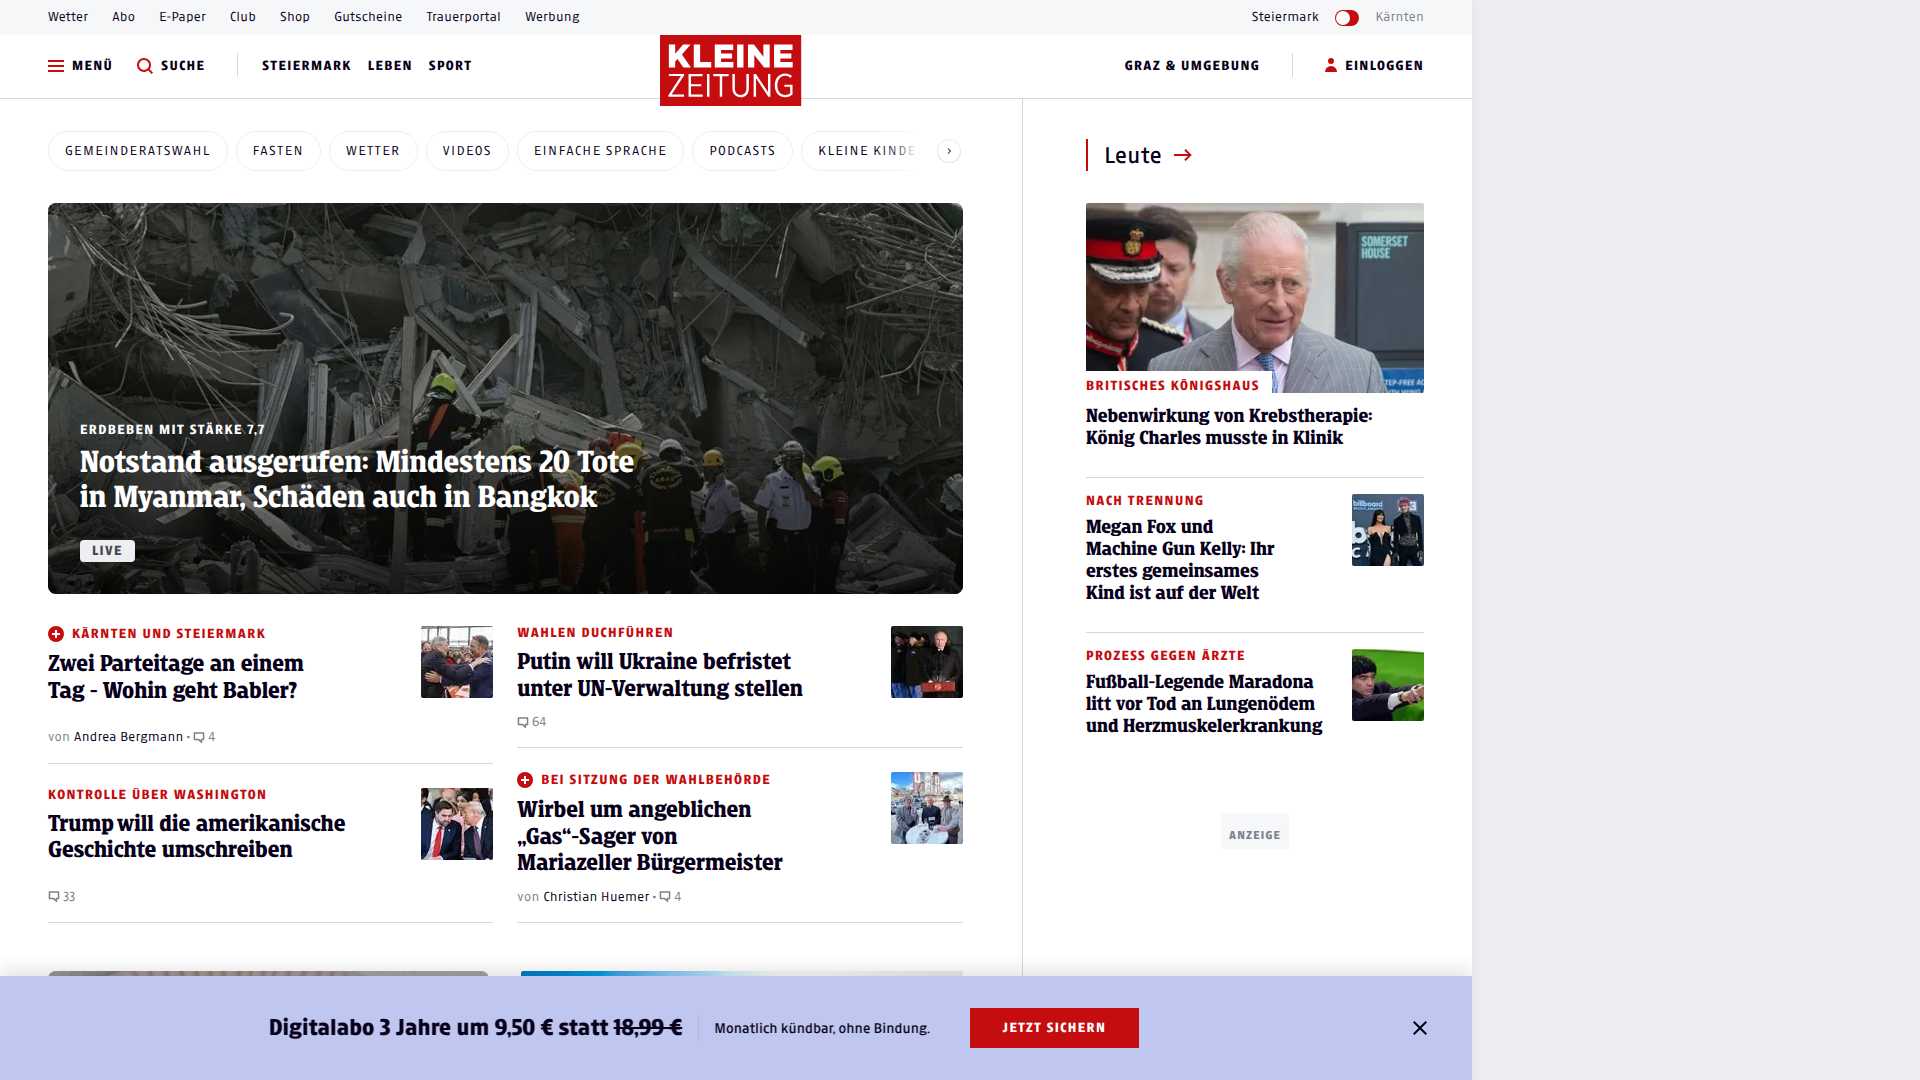 Wetter Abo E-Paper Club Shop Gutscheine Trauerportal Werbung Steiermark Kärnten
MENÜ SUCHE STEIERMARK LEBEN SPORT KLEINE ZEITUNG GRAZ & UMGEBUNG EINLOGGEN
GEMEINDERATSWAHL FASTEN WETTER VIDEOS EINFACHE SPRACHE PODCASTS KLEINE KINDE
ERDBEBEN MIT STÄRKE 7,7
Notstand ausgerufen: Mindestens 20 Tote
in Myanmar, Schäden auch in Bangkok
LIVE
KÄRNTEN UND STEIERMARK
Zwei Parteitage an einem
Tag - Wohin geht Babler?
von Andrea Bergmann · 4
KONTROLLE ÜBER WASHINGTON
Trump will die amerikanische
Geschichte umschreiben
33
WAHLEN DUCHFÜHREN
Putin will Ukraine befristet
unter UN-Verwaltung stellen
64
BEI SITZUNG DER WAHLBEHÖRDE
Wirbel um angeblichen
„Gas“-Sager von
Mariazeller Bürgermeister
von Christian Huemer · 4
Leute
SOMERSET
HOUSE
BRITISCHES KÖNIGSHAUS
Nebenwirkung von Krebstherapie:
König Charles musste in Klinik
NACH TRENNUNG
Megan Fox und
Machine Gun Kelly: Ihr
erstes gemeinsames
Kind ist auf der Welt
billboard
PROZESS GEGEN ÄRZTE
Fußball-Legende Maradona
litt vor Tod an Lungenödem
und Herzmuskelerkrankung
ANZEIGE
Digitalabo 3 Jahre um 9,50 € statt 18,99 € Monatlich kündbar, ohne Bindung. JETZT SICHERN